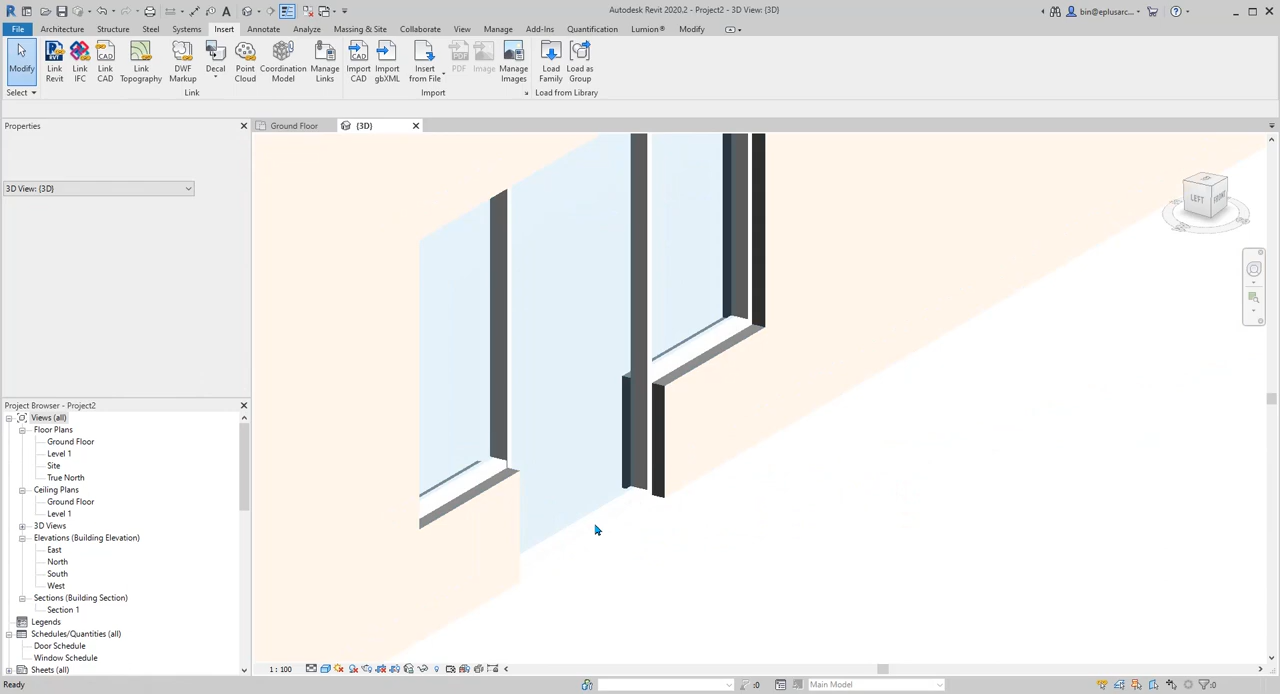 Autodesk Revit 2020.2 - Project2 - 3D View: {3D}
bin@eplusarc...
File Architecture Structure Steel Systems Insert Annotate Analyze Massing & Site Collaborate View Manage Add-Ins Quantification Lumion® Modify
Modify
Link Revit
Link IFC
Link CAD
Link Topography
DWF Markup
Decal
Point Cloud
Coordination Model
Manage Links
Import CAD
Import gbXML
Insert from File
PDF
Image
Manage Images
Load Family
Load as Group
Select Link Import Load from Library
Properties
Ground Floor {3D}
3D View: {3D}
LEFT FRONT
Project Browser - Project2
Views (all)
Floor Plans
Ground Floor
Level 1
Site
True North
Ceiling Plans
Ground Floor
Level 1
3D Views
Elevations (Building Elevation)
East
North
South
West
Sections (Building Section)
Section 1
Legends
Schedules/Quantities (all)
Door Schedule
Window Schedule
Sheets (all)
1 : 100
Ready
:0
Main Model
:0